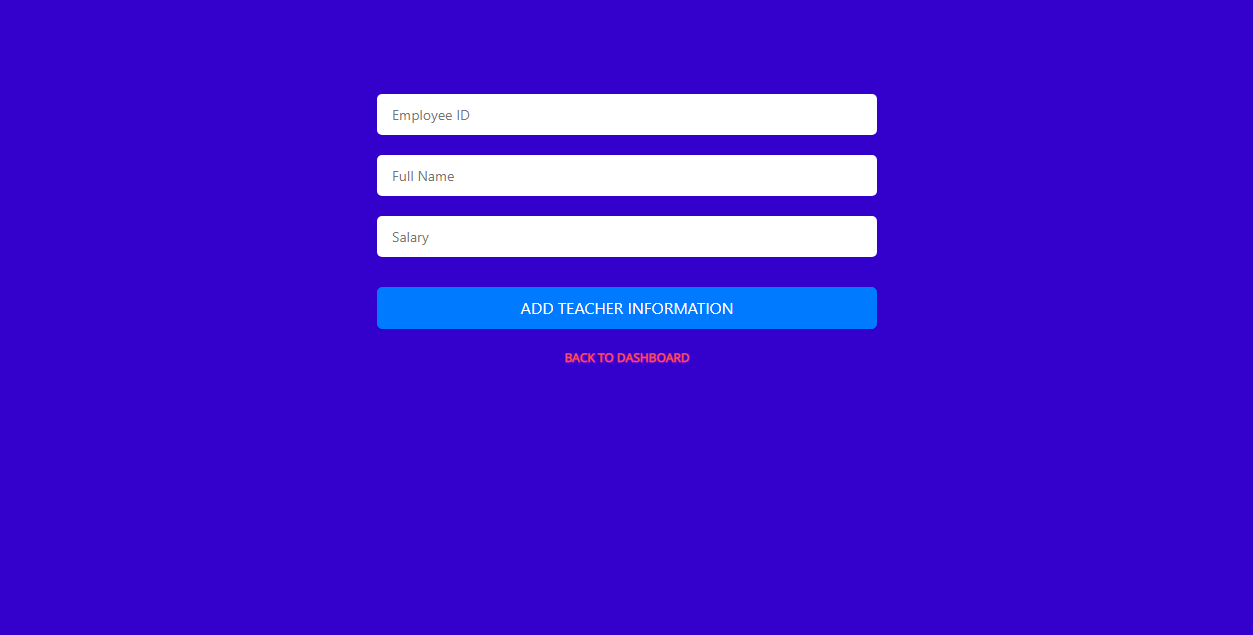 Employee ID
Full Name
Salary
ADD TEACHER INFORMATION
BACK TO DASHBOARD